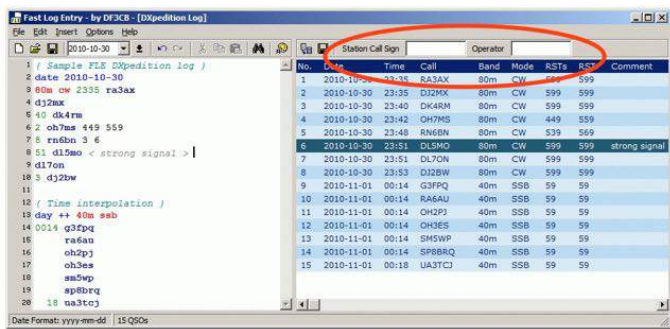 Fast Log Entry - by DF3CB - [DXpedition Log]
File Edit Insert Options Help
2010-10-30 Station Call Sign Operator
1 { Sample FLE DXpedition log }
2 date 2010-10-30
3 80m cw 2335 ra3ax
4 dj2mx
5 40 dk4rm
6 2 oh7ms 449 559
7 8 rn6bn 3 6
8 51 dl5mo < strong signal >
9 dl7on
10 3 dj2bw
11
12 { Time interpolation }
13 day ++ 40m ssb
14 0014 g3fpq
15 ra6au
16 oh2pj
17 oh3es
18 sm5wp
19 sp8brq
20 18 ua3tcj
No. Date Time Call Band Mode RSTs RST Comment
1 2010-10-30 23:35 RA3AX 80m CW 599 599
2 2010-10-30 23:35 DJ2MX 80m CW 599 599
3 2010-10-30 23:40 DK4RM 80m CW 599 599
4 2010-10-30 23:42 OH7MS 80m CW 449 559
5 2010-10-30 23:48 RN6BN 80m CW 539 569
6 2010-10-30 23:51 DL5MO 80m CW 599 599 strong signal
7 2010-10-30 23:51 DL7ON 80m CW 599 599
8 2010-10-30 23:53 DJ2BW 80m CW 599 599
9 2010-11-01 00:14 G3FPQ 40m SSB 59 59
10 2010-11-01 00:14 RA6AU 40m SSB 59 59
11 2010-11-01 00:14 OH2PJ 40m SSB 59 59
12 2010-11-01 00:14 OH3ES 40m SSB 59 59
13 2010-11-01 00:14 SM5WP 40m SSB 59 59
14 2010-11-01 00:14 SP8BRQ 40m SSB 59 59
15 2010-11-01 00:18 UA3TCJ 40m SSB 59 59
Date Format: yyyy-mm-dd 15 QSOs